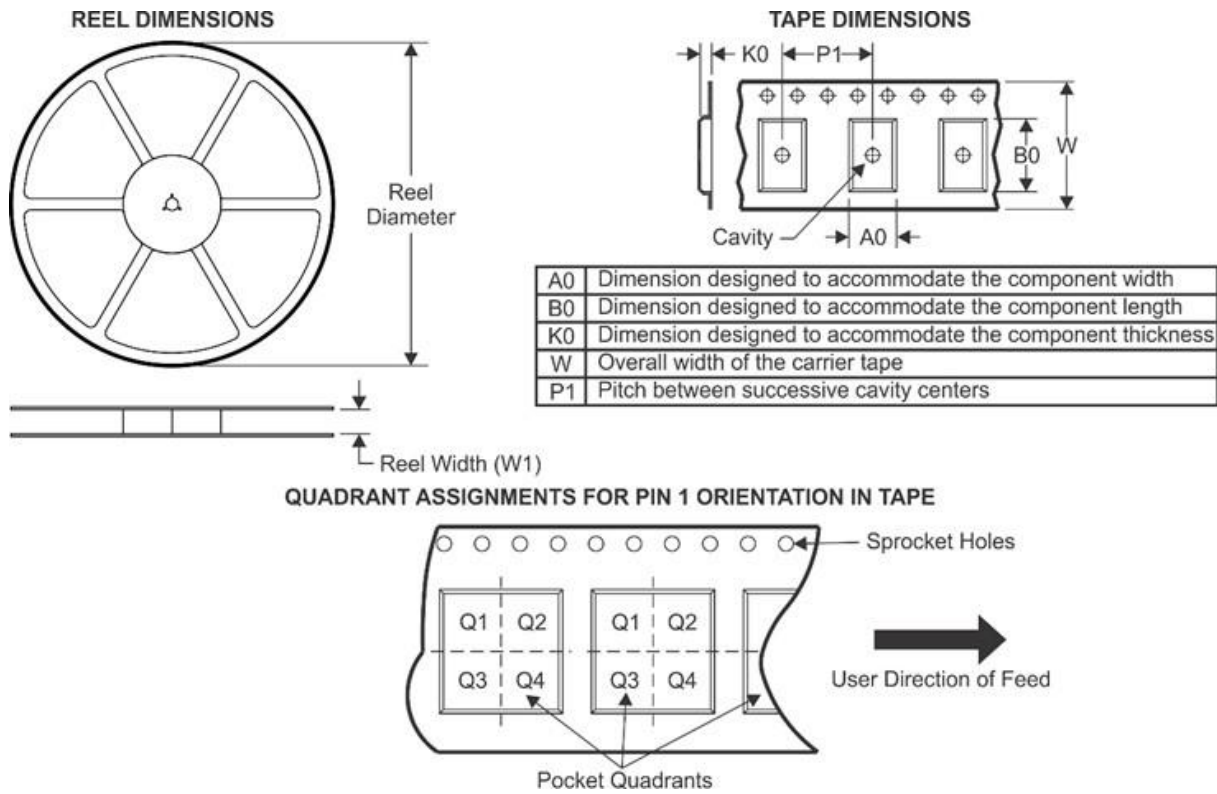 REEL DIMENSIONS
Reel
Diameter
Reel Width (W1)
TAPE DIMENSIONS
K0
P1
B0
W
Cavity
A0
A0 Dimension designed to accommodate the component width
B0 Dimension designed to accommodate the component length
K0 Dimension designed to accommodate the component thickness
W Overall width of the carrier tape
P1 Pitch between successive cavity centers
QUADRANT ASSIGNMENTS FOR PIN 1 ORIENTATION IN TAPE
Sprocket Holes
Q1 Q2 Q1 Q2
Q3 Q4 Q3 Q4
User Direction of Feed
Pocket Quadrants